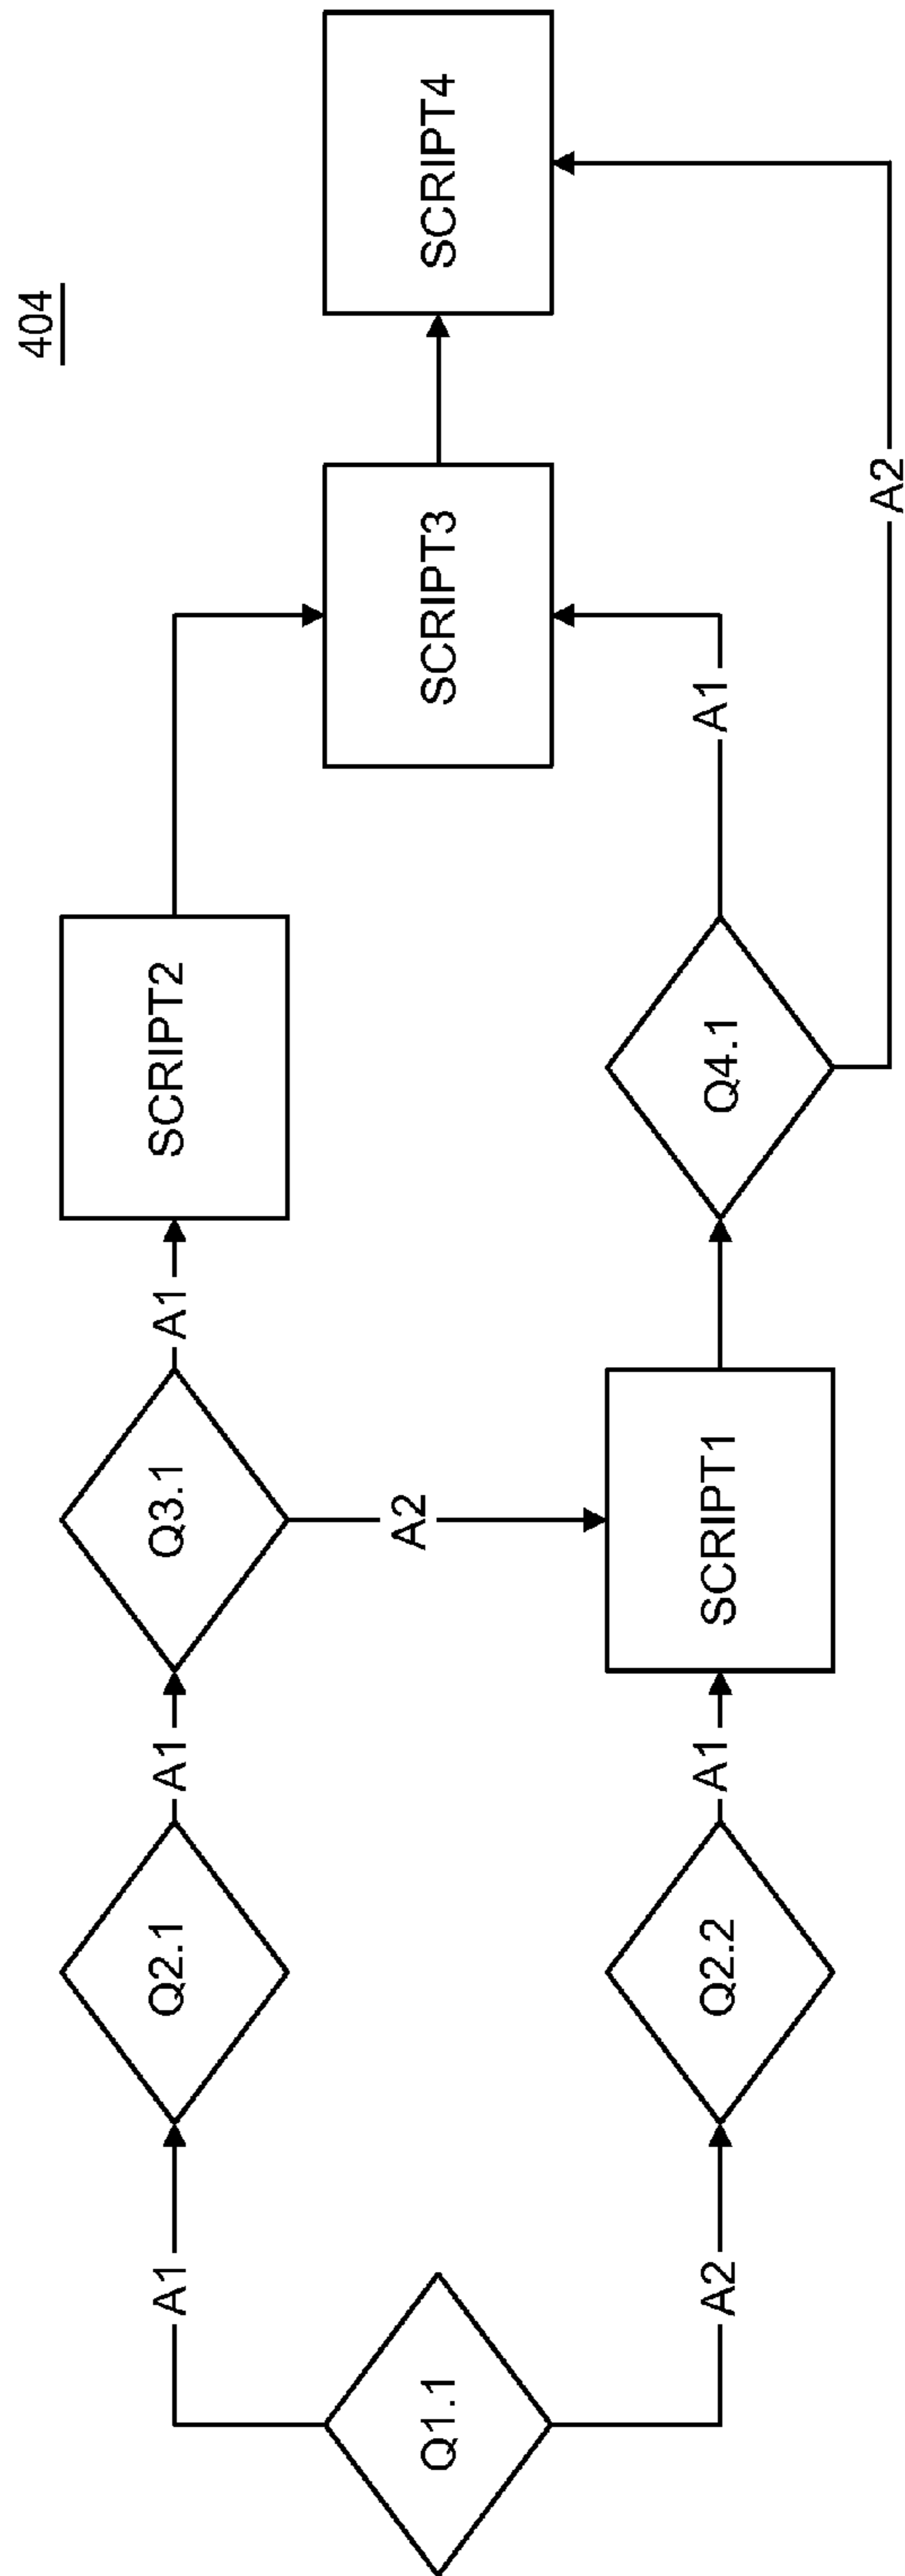 404
Q1.1
A1
A2
Q2.1
Q2.2
A1
A1
Q3.1
A2
SCRIPT1
A1
SCRIPT2
Q4.1
A1
A2
SCRIPT3
SCRIPT4